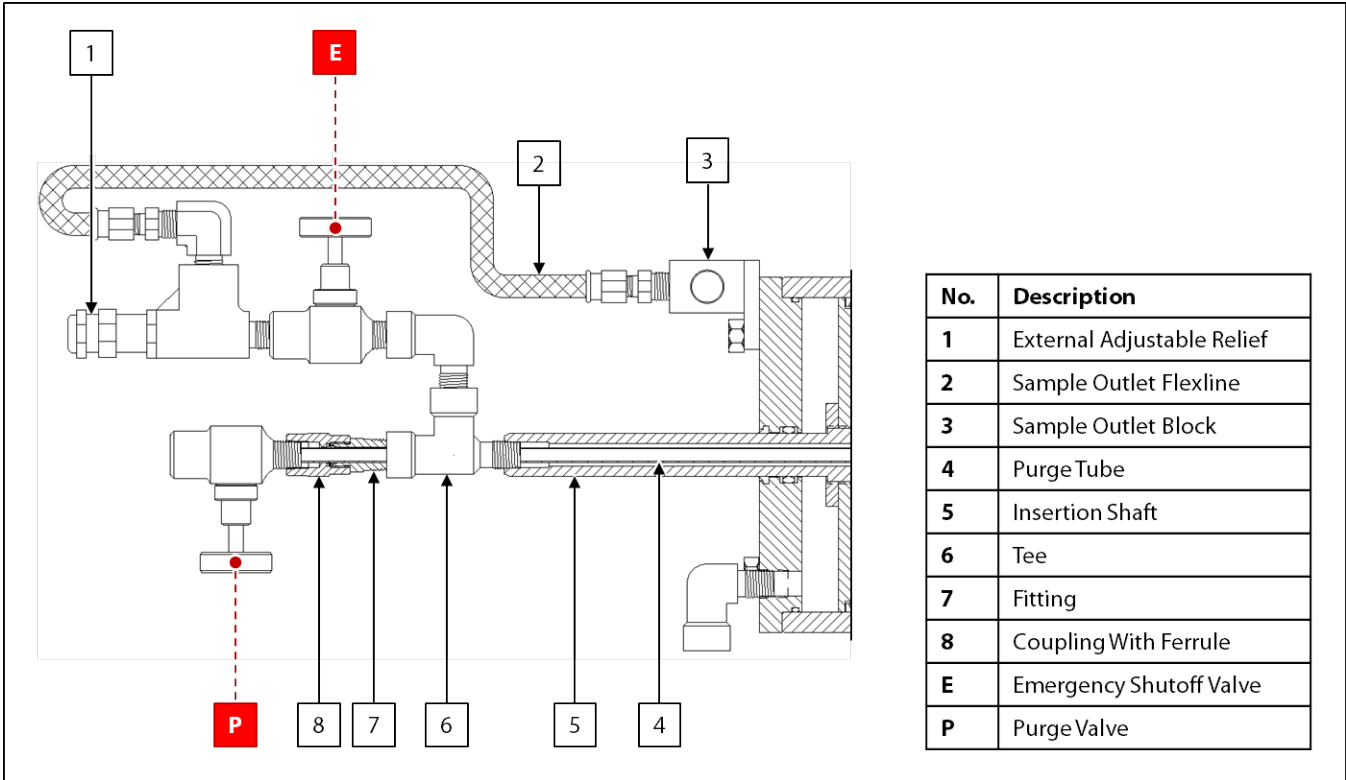 1
E
2
3
No. Description
1 External Adjustable Relief
2 Sample Outlet Flexline
3 Sample Outlet Block
4 Purge Tube
5 Insertion Shaft
6 Tee
7 Fitting
8 Coupling With Ferrule
E Emergency Shutoff Valve
P Purge Valve
P
8
7
6
5
4